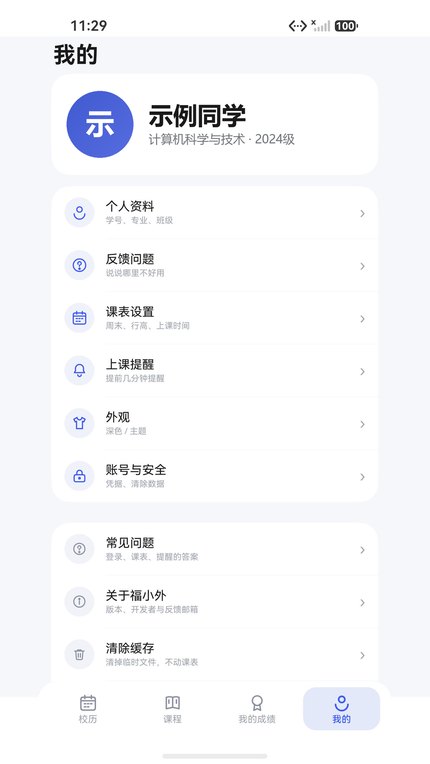 11:29
100
我的
示
示例同学
计算机科学与技术 · 2024级
个人资料
学号、专业、班级
反馈问题
说说哪里不好用
课表设置
周末、行高、上课时间
上课提醒
提前几分钟提醒
外观
深色 / 主题
账号与安全
凭据、清除数据
常见问题
登录、课表、提醒的答案
关于福小外
版本、开发者与反馈邮箱
清除缓存
清掉临时文件，不动课表
校历
课程
我的成绩
我的